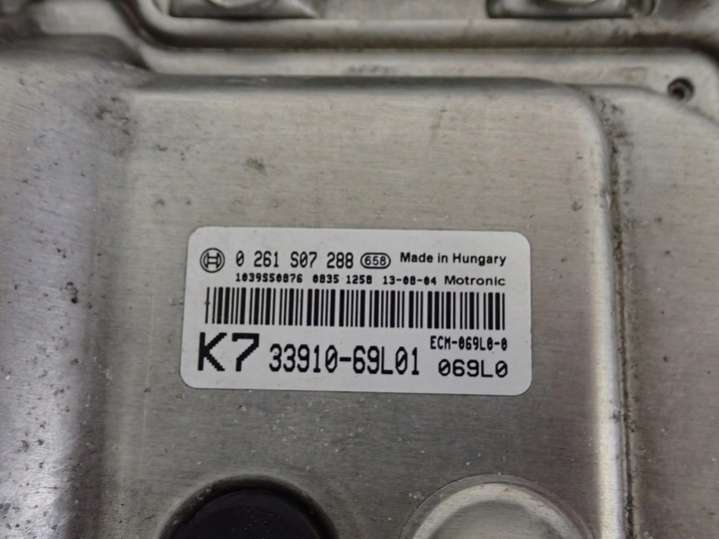 0 261 S07 288 658 Made in Hungary
1039S50876 0835 1258 13-08-04 Motronic
ECM-069L0-0
K7 33910-69L01 069L0